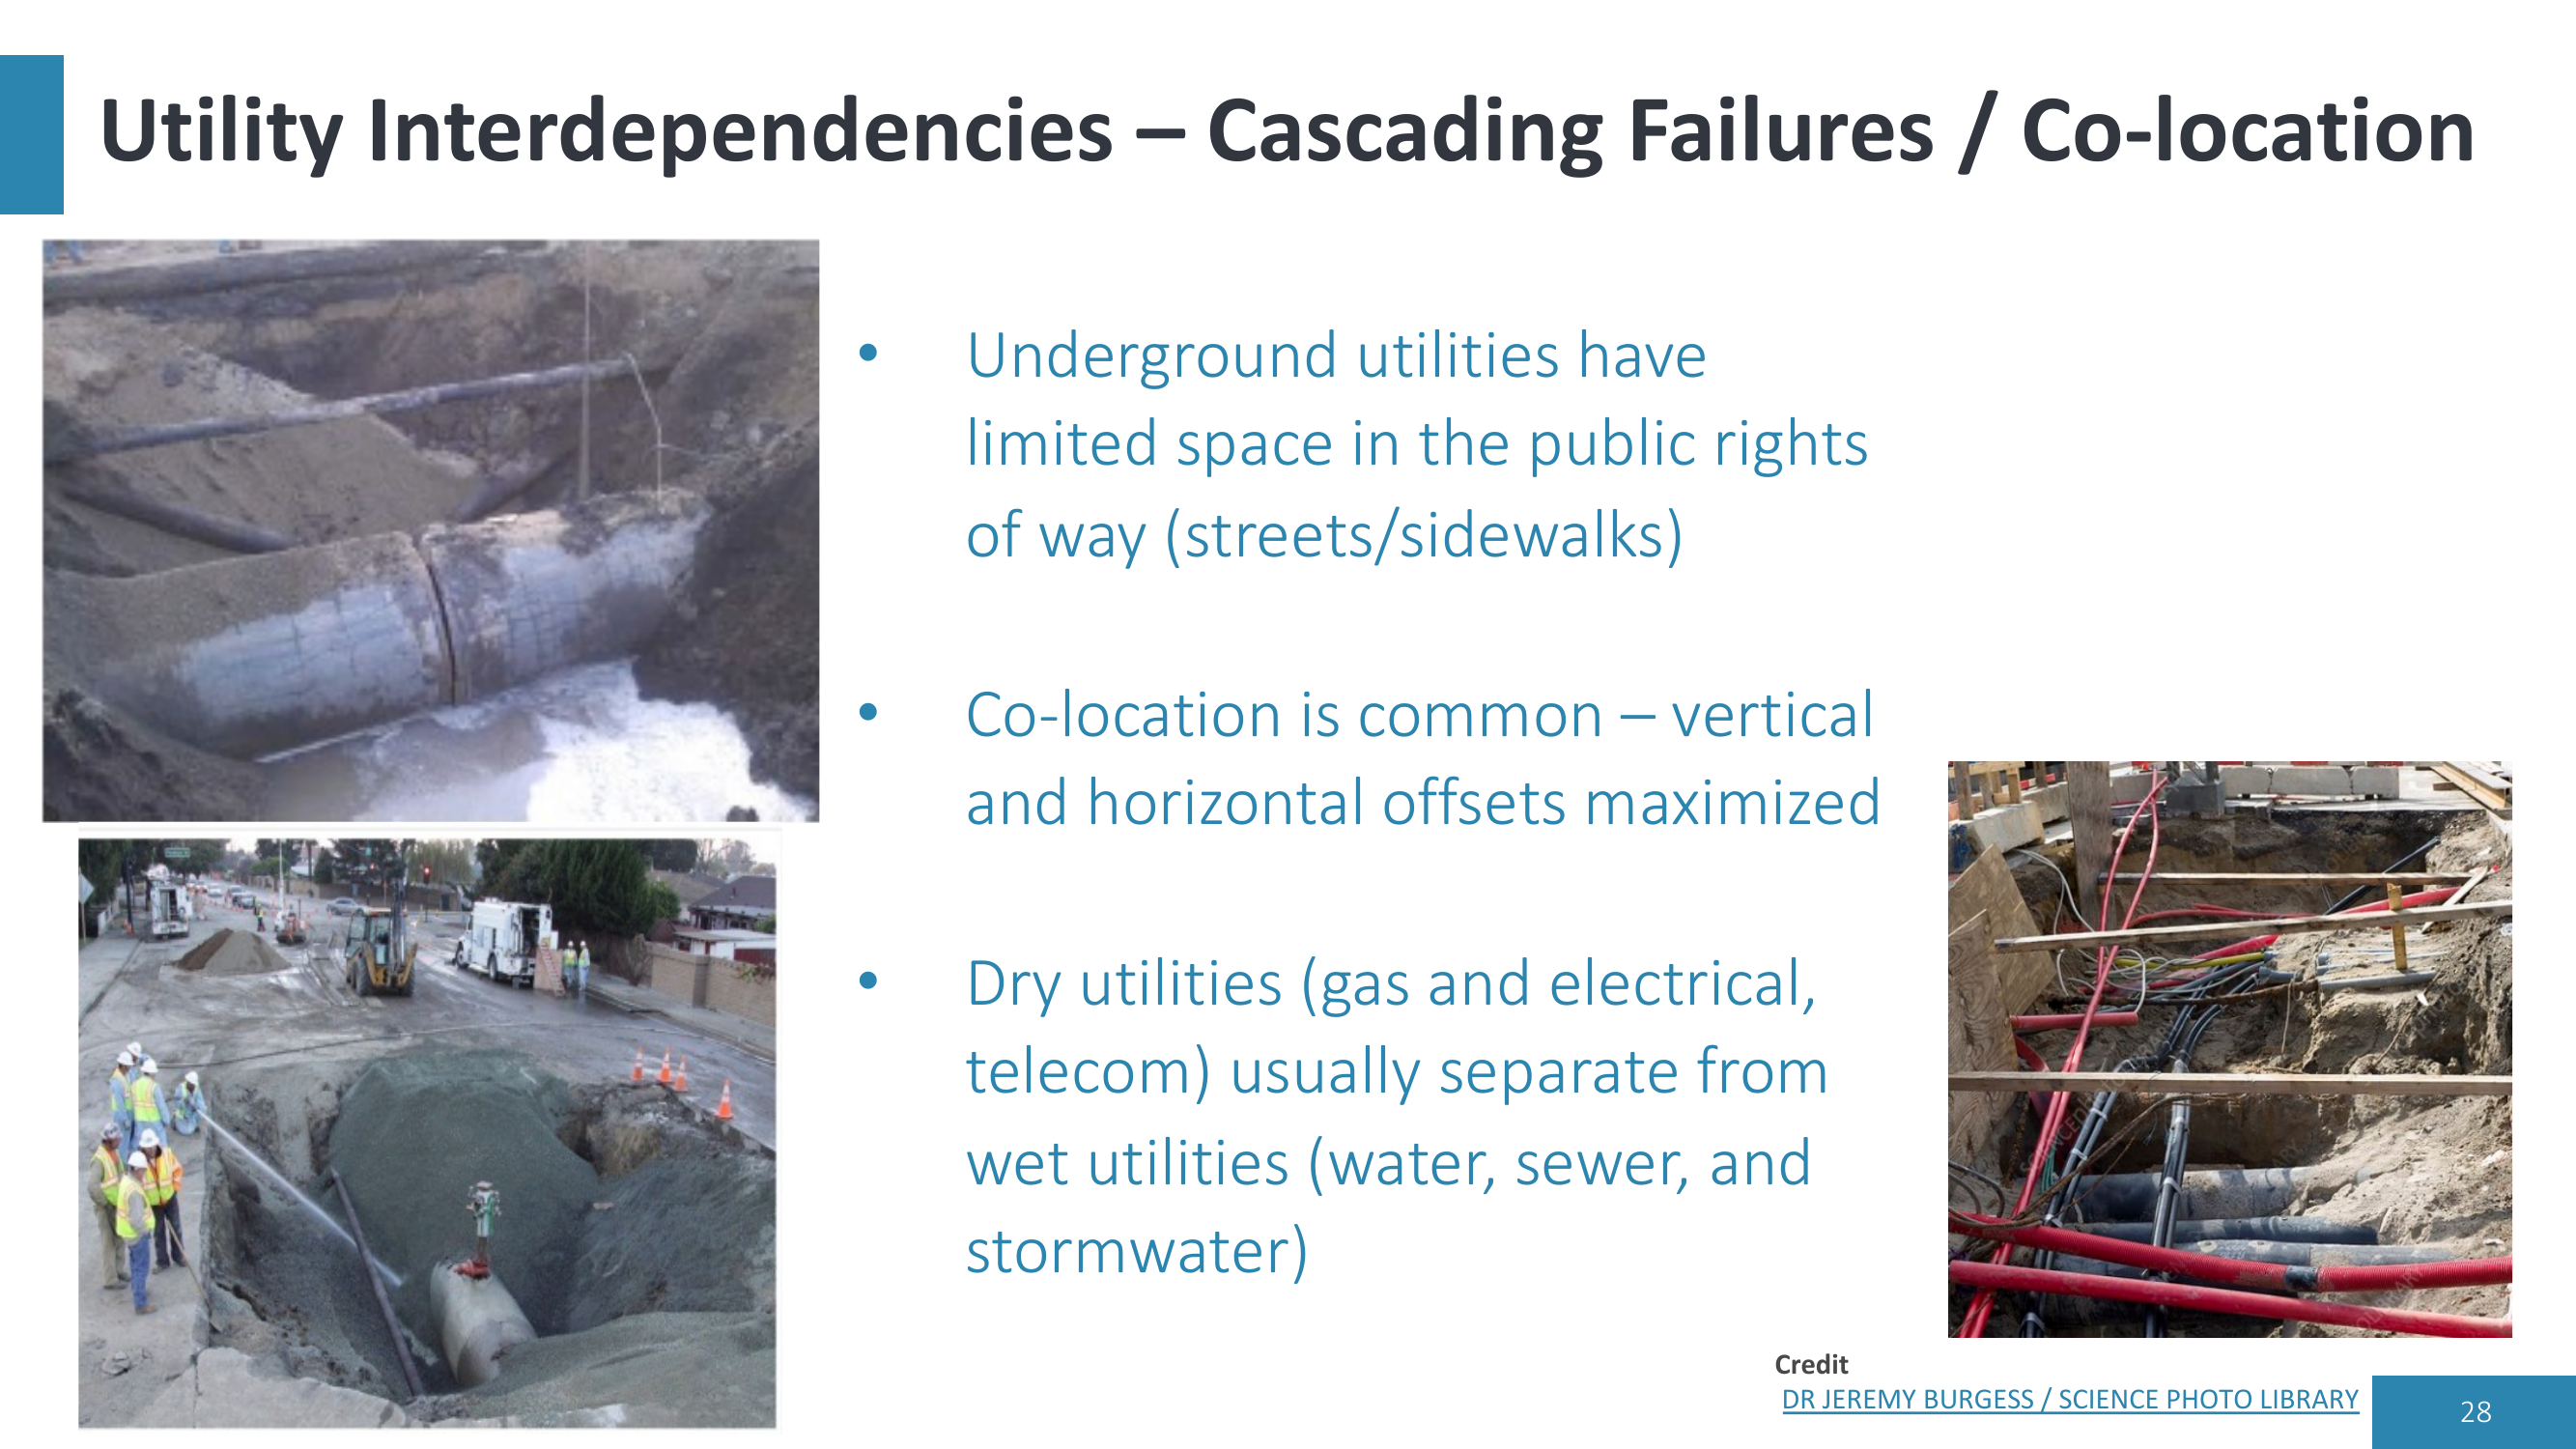 Utility Interdependencies – Cascading Failures / Co-location
• Underground utilities have
limited space in the public rights
of way (streets/sidewalks)
• Co-location is common – vertical
and horizontal offsets maximized
• Dry utilities (gas and electrical,
telecom) usually separate from
wet utilities (water, sewer, and
stormwater)
Credit
DR JEREMY BURGESS / SCIENCE PHOTO LIBRARY
28